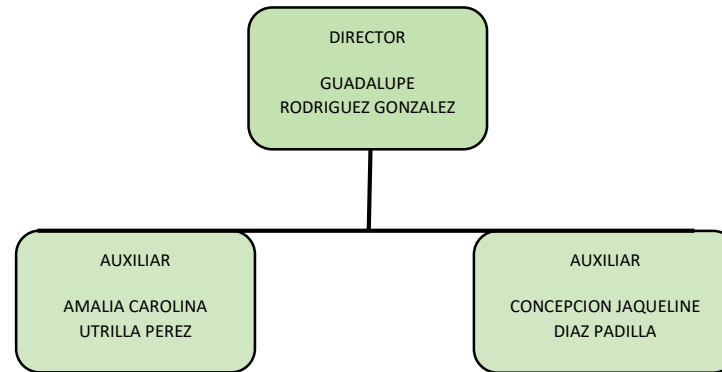 DIRECTOR
GUADALUPE
RODRIGUEZ GONZALEZ
AUXILIAR
AMALIA CAROLINA
UTRILLA PEREZ
AUXILIAR
CONCEPCION JAQUELINE
DIAZ PADILLA